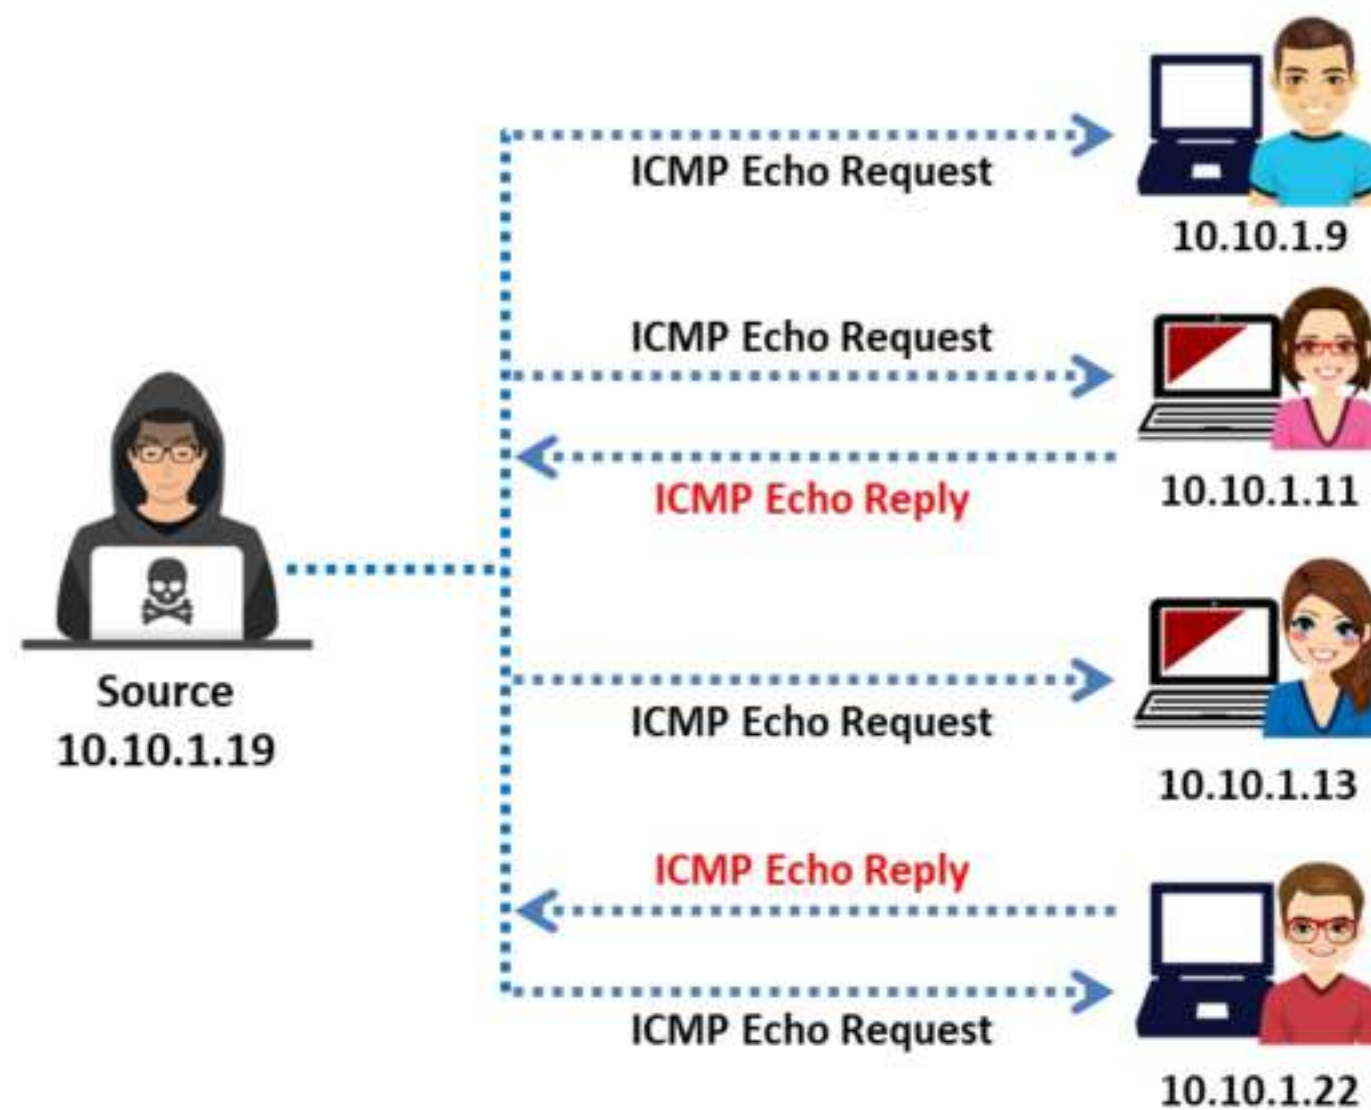 ICMP Echo Request
10.10.1.9
ICMP Echo Request
ICMP Echo Reply
10.10.1.11
Source
10.10.1.19
ICMP Echo Request
10.10.1.13
ICMP Echo Reply
ICMP Echo Request
10.10.1.22